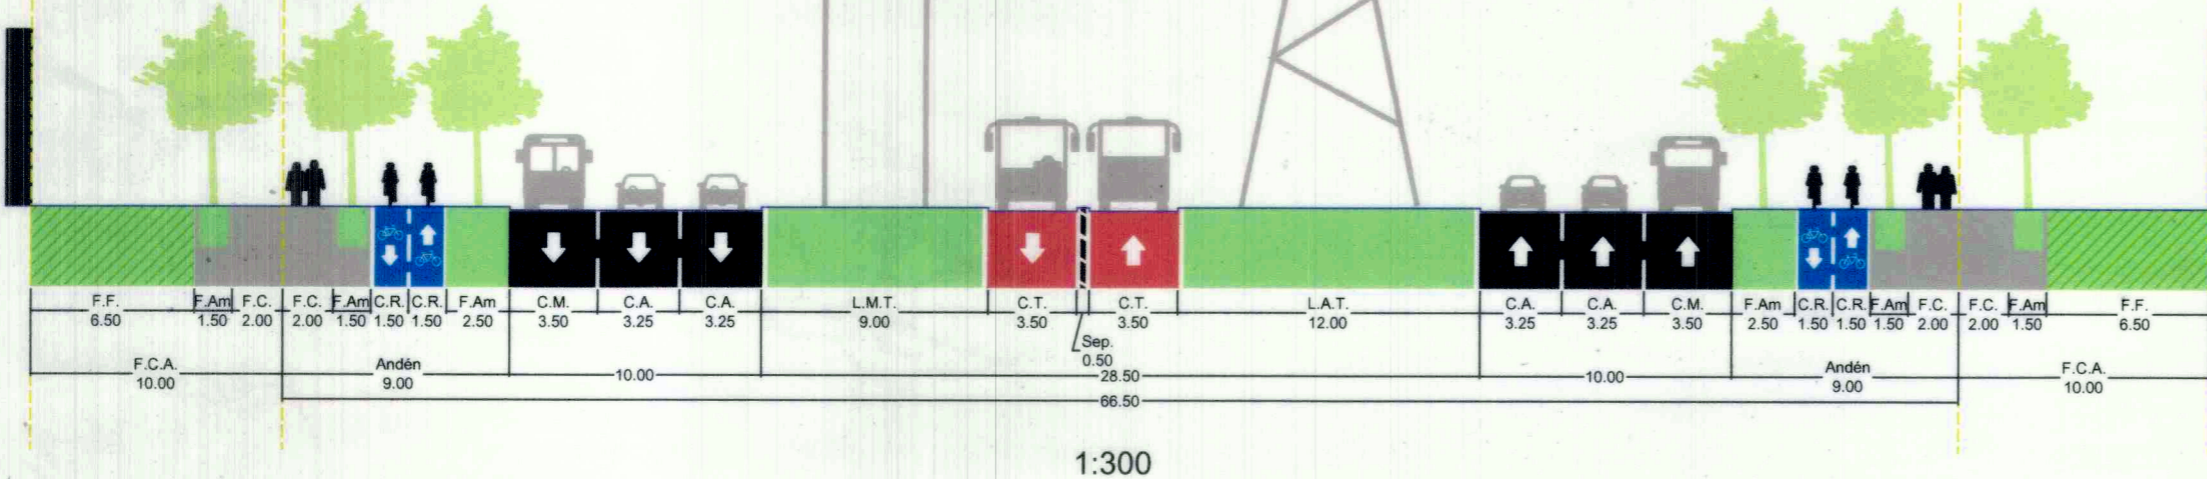 F.F. F.Am F.C. F.C. F.Am C.R. C.R. F.Am C.M. C.A. C.A. L.M.T. C.T. C.T. L.A.T. C.A. C.A. C.M. F.Am C.R. C.R. F.Am F.C. F.C. F.Am F.F.
6.50 1.50 2.00 2.00 1.50 1.50 1.50 2.50 3.50 3.25 3.25 9.00 3.50 3.50 12.00 3.25 3.25 3.50 2.50 1.50 1.50 1.50 2.00 2.00 1.50 6.50
Sep.
0.50
F.C.A. Andén 10.00 28.50 10.00 Andén F.C.A.
10.00 9.00 9.00 10.00
66.50
1:300